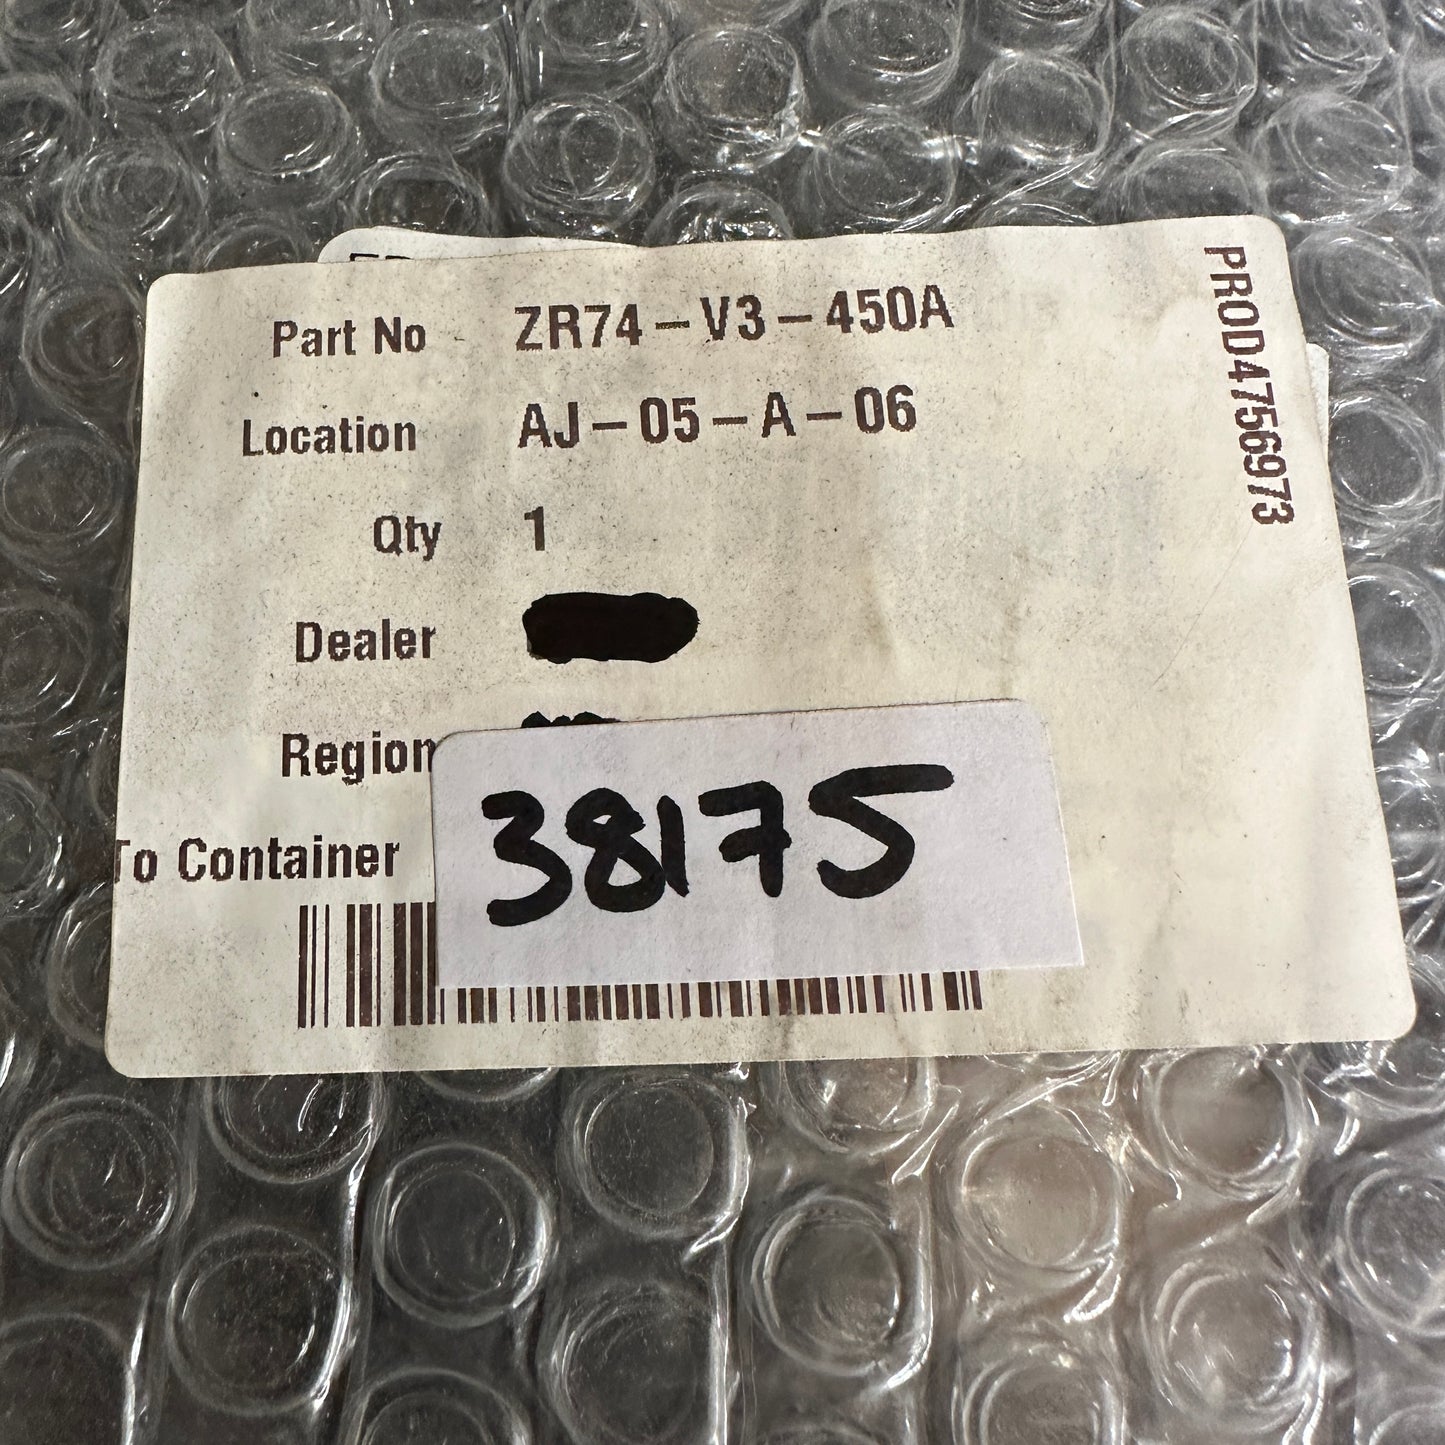 Part No ZR74-V3-450A
Location AJ-05-A-06
Qty 1
Dealer
Region
To Container
38175
PROD4756973